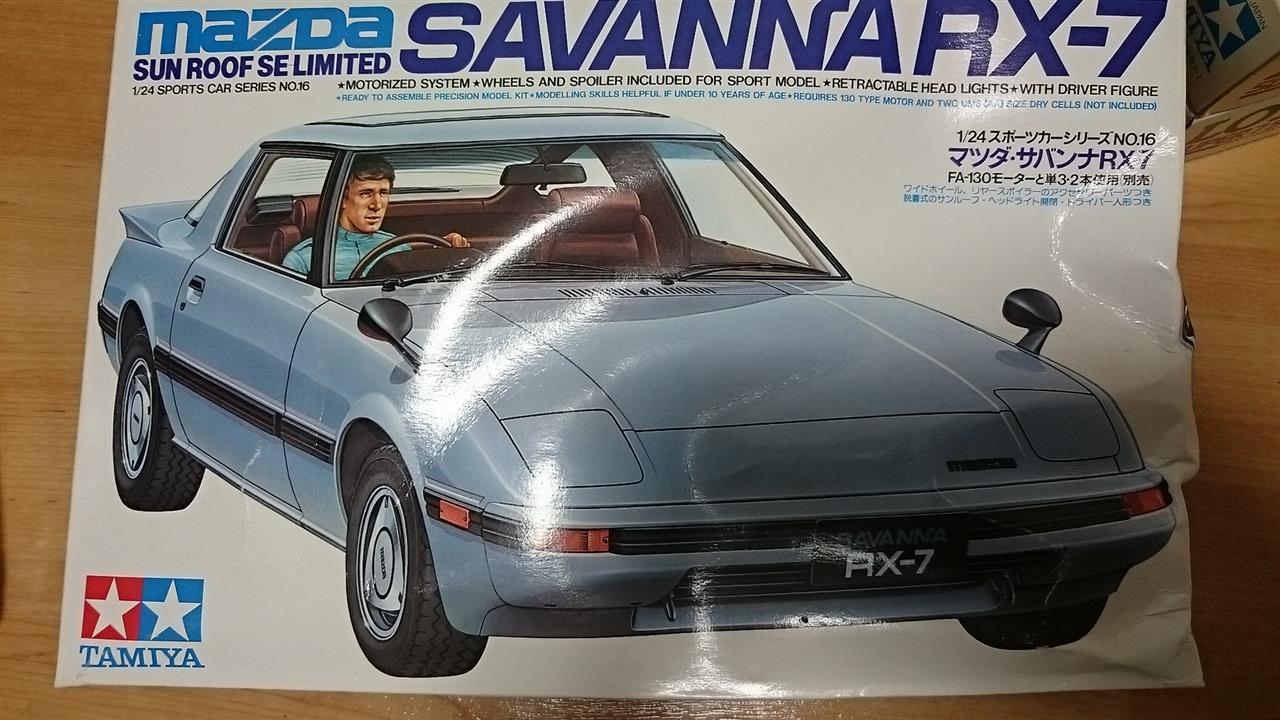 mazda SAVANNA RX-7
SUN ROOF SE LIMITED
1/24 SPORTS CAR SERIES NO.16
★MOTORIZED SYSTEM ★WHEELS AND SPOILER INCLUDED FOR SPORT MODEL ★RETRACTABLE HEAD LIGHTS ★WITH DRIVER FIGURE
★READY TO ASSEMBLE PRECISION MODEL KIT ★MODELLING SKILLS HELPFUL IF UNDER 10 YEARS OF AGE ★REQUIRES 130 TYPE MOTOR AND TWO SIZE DRY CELLS (NOT INCLUDED)
1/24スポーツカーシリーズNO.16
マツダ・サバンナRX-7
FA-130モーターと単3・2本使用(別売)
ワイドホイール、リヤースポイラーのアクセサリーパーツつき
脱着式のサンルーフ・ヘッドライト開閉・ドライバー人形つき
mazda
SAVANNA
RX-7
TAMIYA
JAPAN
TAMIYA